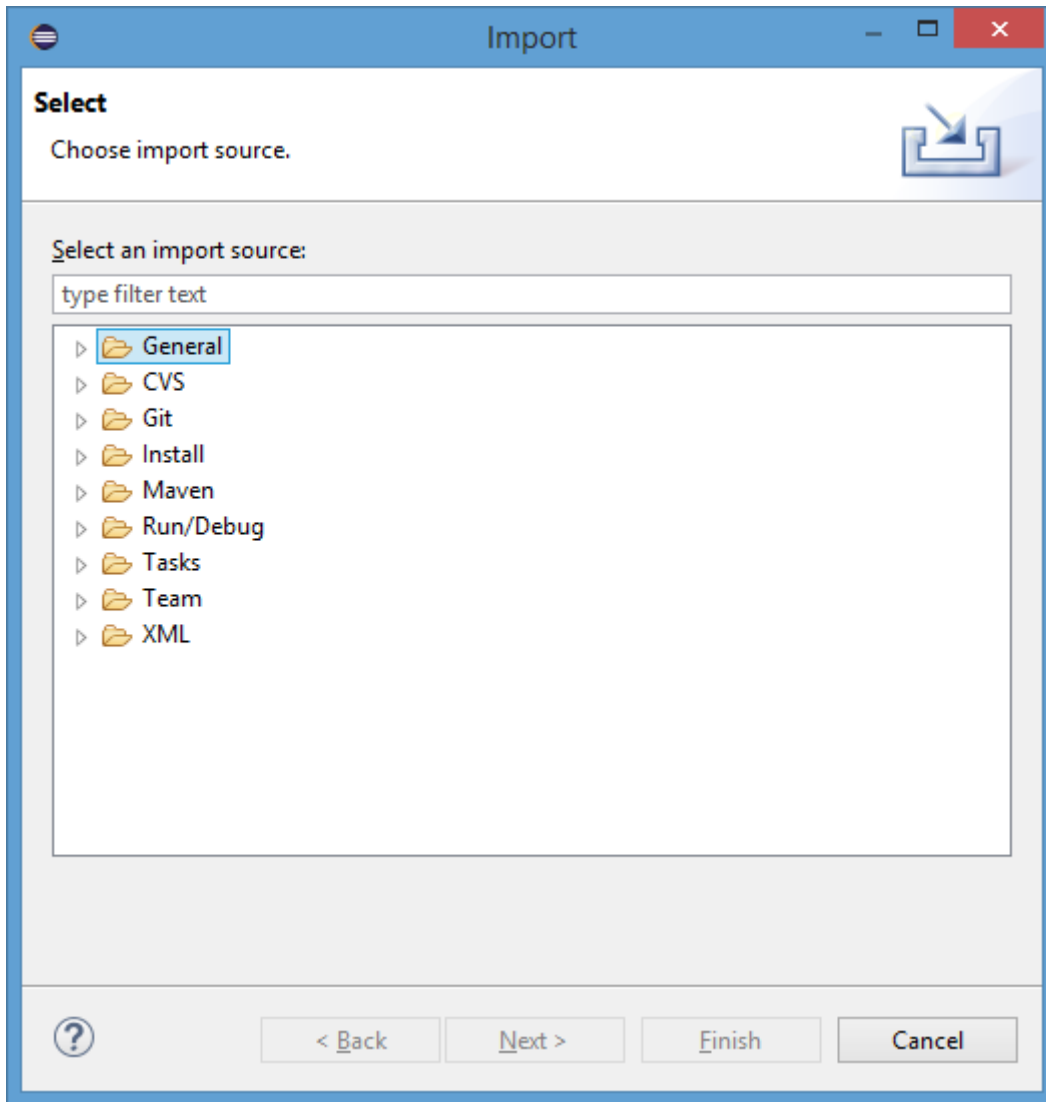 Import
Select
Choose import source.
Select an import source:
type filter text
General
CVS
Git
Install
Maven
Run/Debug
Tasks
Team
XML
?
< Back
Next >
Finish
Cancel